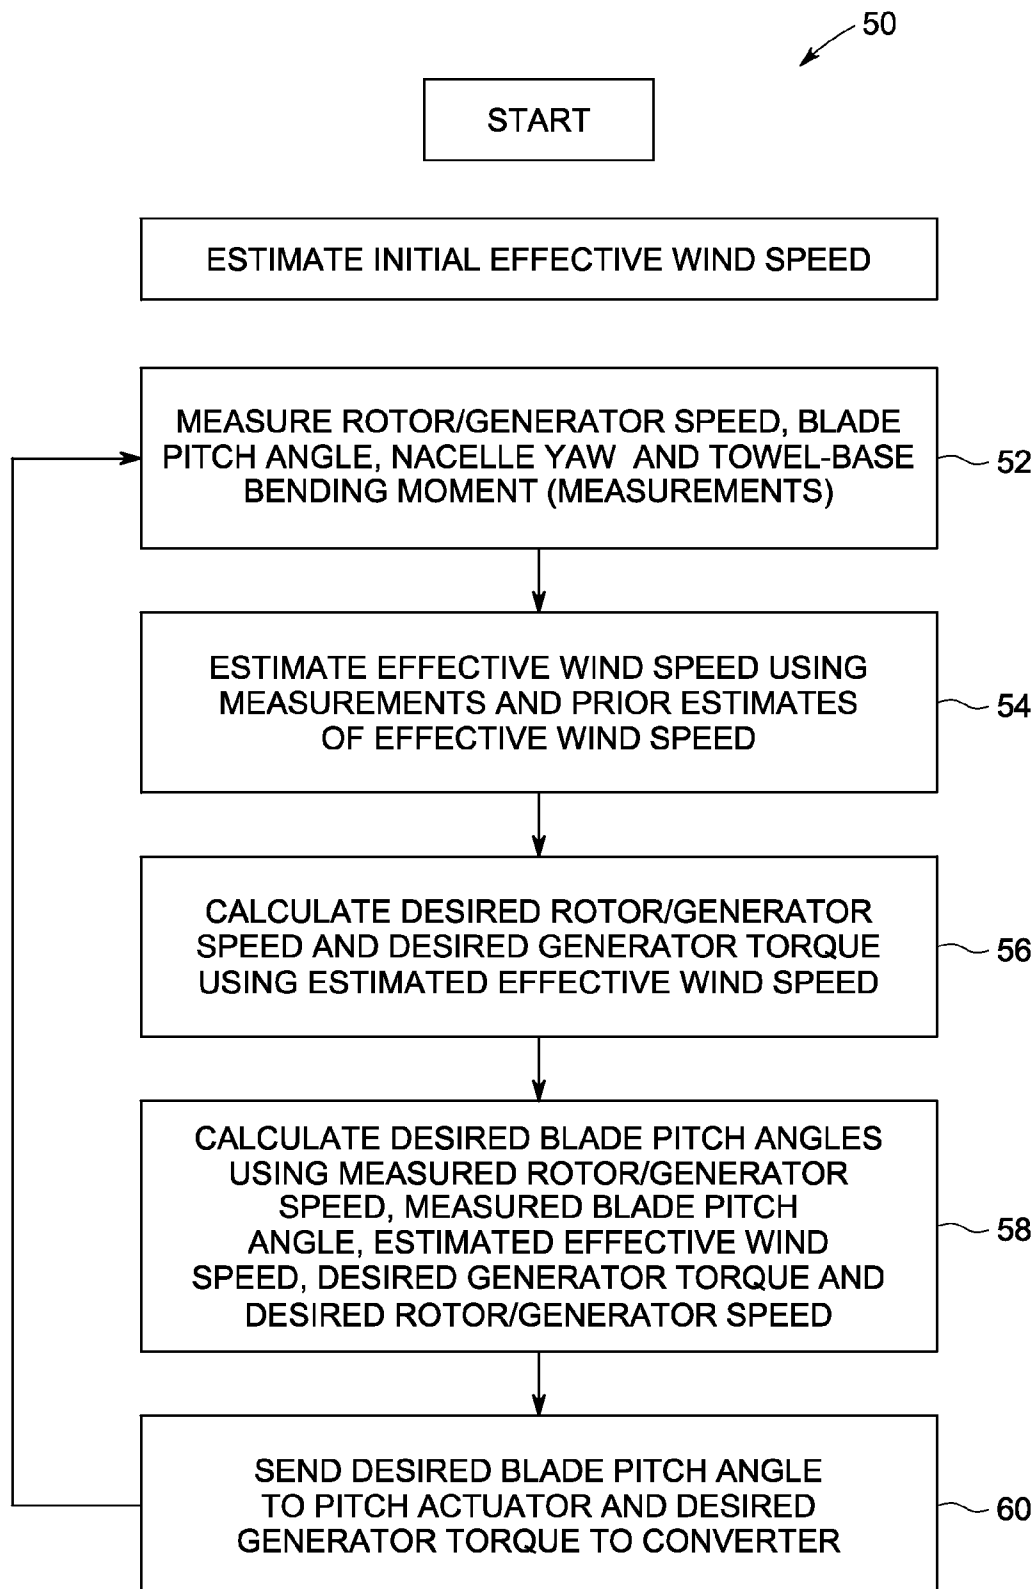 50
START
ESTIMATE INITIAL EFFECTIVE WIND SPEED
MEASURE ROTOR/GENERATOR SPEED, BLADE
PITCH ANGLE, NACELLE YAW AND TOWEL-BASE
BENDING MOMENT (MEASUREMENTS)
52
ESTIMATE EFFECTIVE WIND SPEED USING
MEASUREMENTS AND PRIOR ESTIMATES
OF EFFECTIVE WIND SPEED
54
CALCULATE DESIRED ROTOR/GENERATOR
SPEED AND DESIRED GENERATOR TORQUE
USING ESTIMATED EFFECTIVE WIND SPEED
56
CALCULATE DESIRED BLADE PITCH ANGLES
USING MEASURED ROTOR/GENERATOR
SPEED, MEASURED BLADE PITCH
ANGLE, ESTIMATED EFFECTIVE WIND
SPEED, DESIRED GENERATOR TORQUE AND
DESIRED ROTOR/GENERATOR SPEED
58
SEND DESIRED BLADE PITCH ANGLE
TO PITCH ACTUATOR AND DESIRED
GENERATOR TORQUE TO CONVERTER
60